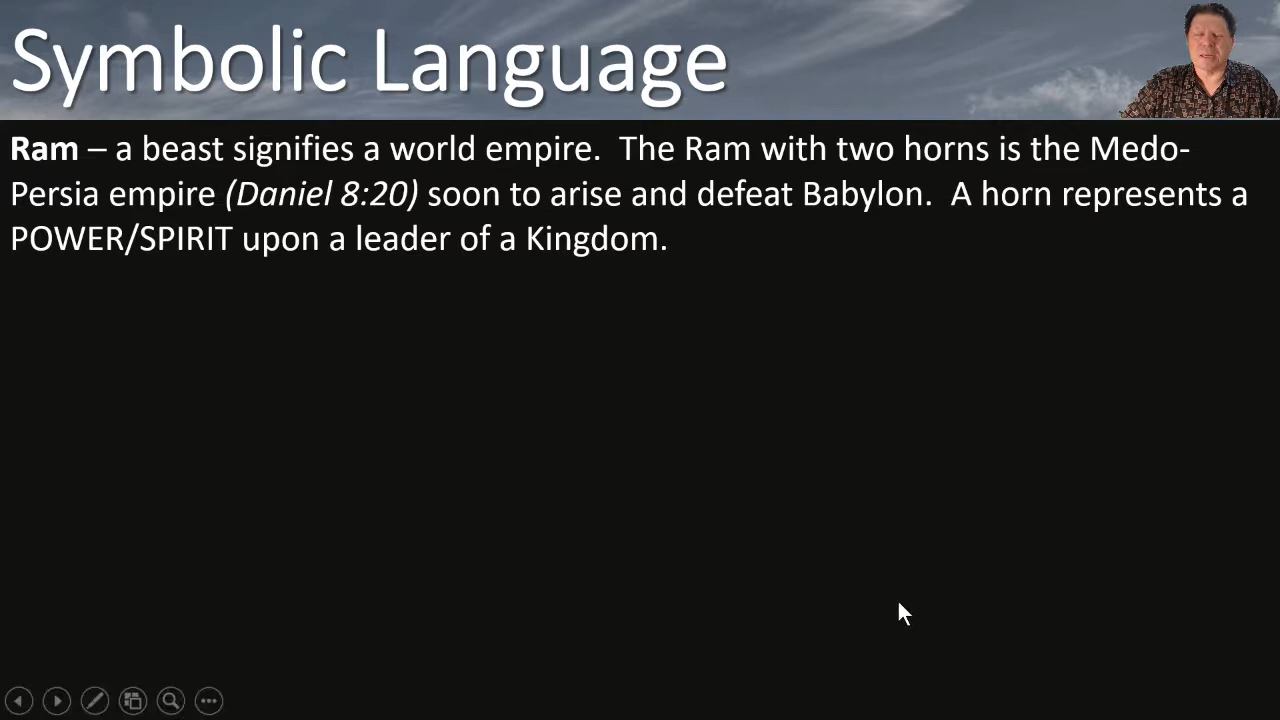 Symbolic Language
Ram – a beast signifies a world empire.  The Ram with two horns is the Medo-
Persia empire (Daniel 8:20) soon to arise and defeat Babylon.  A horn represents a
POWER/SPIRIT upon a leader of a Kingdom.